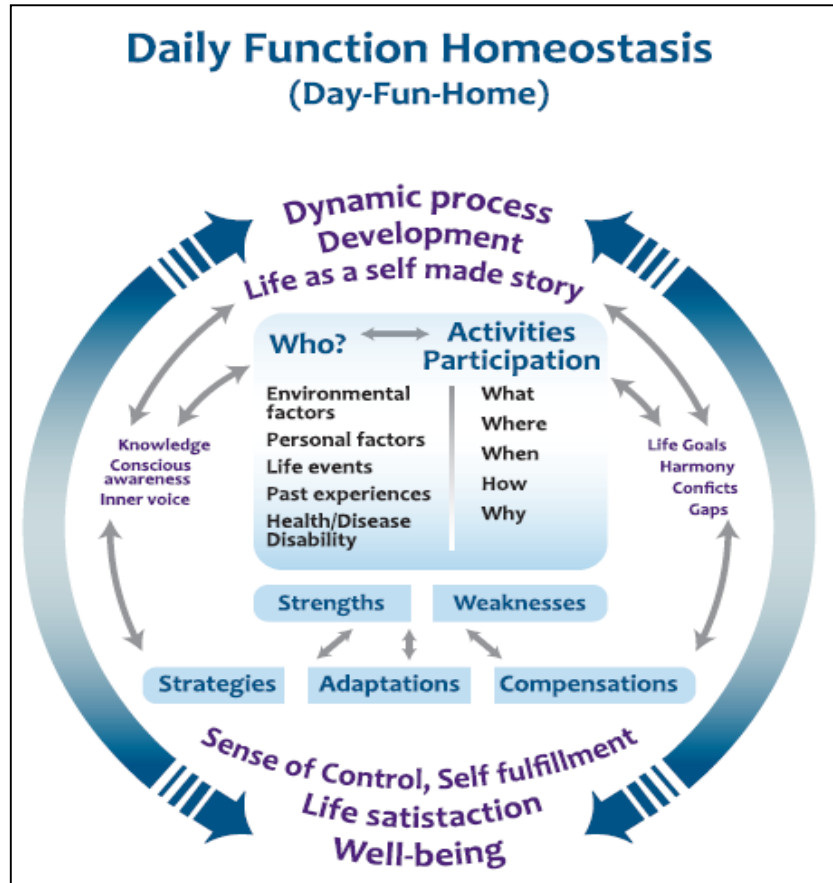 Daily Function Homeostasis
(Day-Fun-Home)
Dynamic process
Development
Life as a self made story
Who?
Activities
Participation
Environmental
factors
Personal factors
Life events
Past experiences
Health/Disease
Disability
What
Where
When
How
Why
Knowledge
Conscious
awareness
Inner voice
Life Goals
Harmony
Conficts
Gaps
Strengths
Weaknesses
Strategies
Adaptations
Compensations
Sense of Control, Self fulfillment
Life satistaction
Well-being